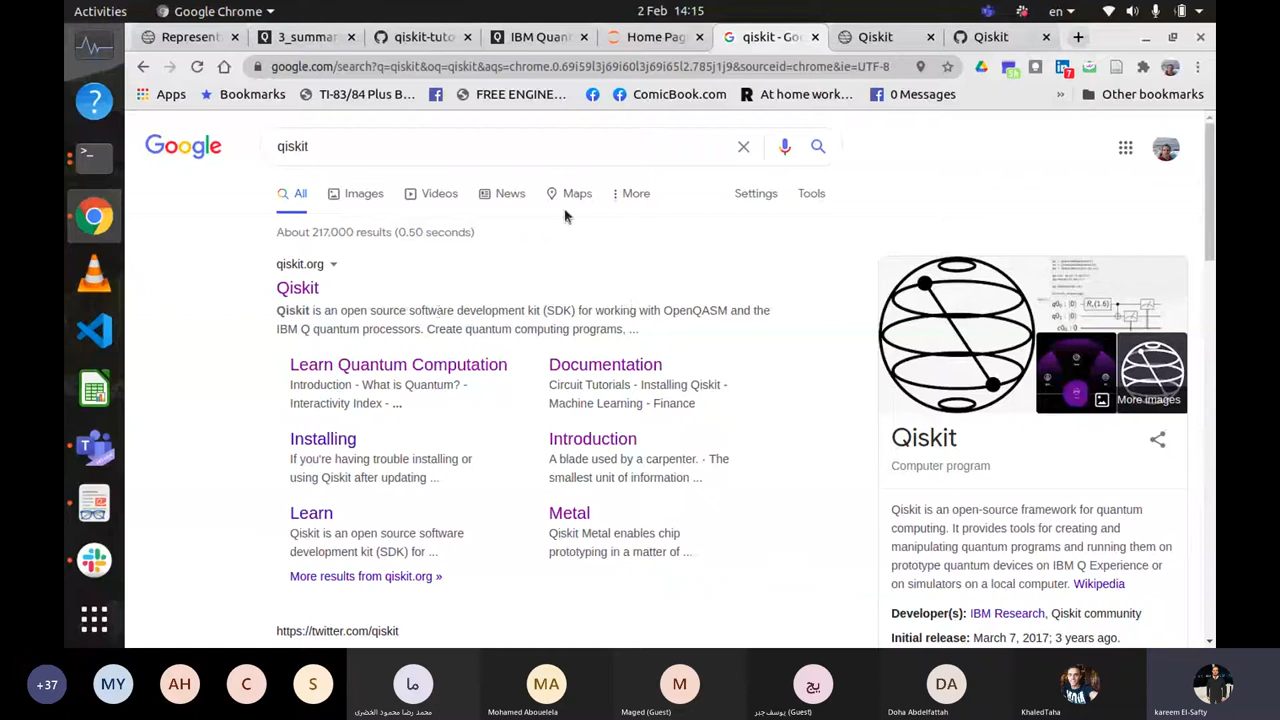 Activities
Google Chrome
2 Feb 14:15
en
Represent
3_summar
qiskit-tuto
IBM Quan
Home Pag
qiskit - Goo
Qiskit
Qiskit
google.com/search?q=qiskit&oq=qiskit&aqs=chrome.0.69i59l3j69i60l3j69i65l2.785j1j9&sourceid=chrome&ie=UTF-8
5h
7
Apps
Bookmarks
TI-83/84 Plus B...
FREE ENGINE...
ComicBook.com
At home work...
0 Messages
»
Other bookmarks
Google
qiskit
All
Images
Videos
News
Maps
More
Settings
Tools
About 217,000 results (0.50 seconds)
qiskit.org
Qiskit
Qiskit is an open source software development kit (SDK) for working with OpenQASM and the
IBM Q quantum processors. Create quantum computing programs, ...
Learn Quantum Computation
Introduction - What is Quantum? -
Interactivity Index - ...
Documentation
Circuit Tutorials - Installing Qiskit -
Machine Learning - Finance
Installing
If you're having trouble installing or
using Qiskit after updating ...
Introduction
A blade used by a carpenter. - The
smallest unit of information ...
Learn
Qiskit is an open source software
development kit (SDK) for ...
Metal
Qiskit Metal enables chip
prototyping in a matter of ...
More results from qiskit.org »
https://twitter.com/qiskit
More images
Qiskit
Computer program
Qiskit is an open-source framework for quantum
computing. It provides tools for creating and
manipulating quantum programs and running them on
prototype quantum devices on IBM Q Experience or
on simulators on a local computer. Wikipedia
Developer(s): IBM Research, Qiskit community
Initial release: March 7, 2017; 3 years ago.
+37
MY
AH
C
S
ما
محمد رضا محمود الخضرى
MA
Mohamed Abouelela
M
Maged (Guest)
يج
يوسف جبر (Guest)
DA
Doha Abdelfattah
KhaledTaha
kareem El-Safty